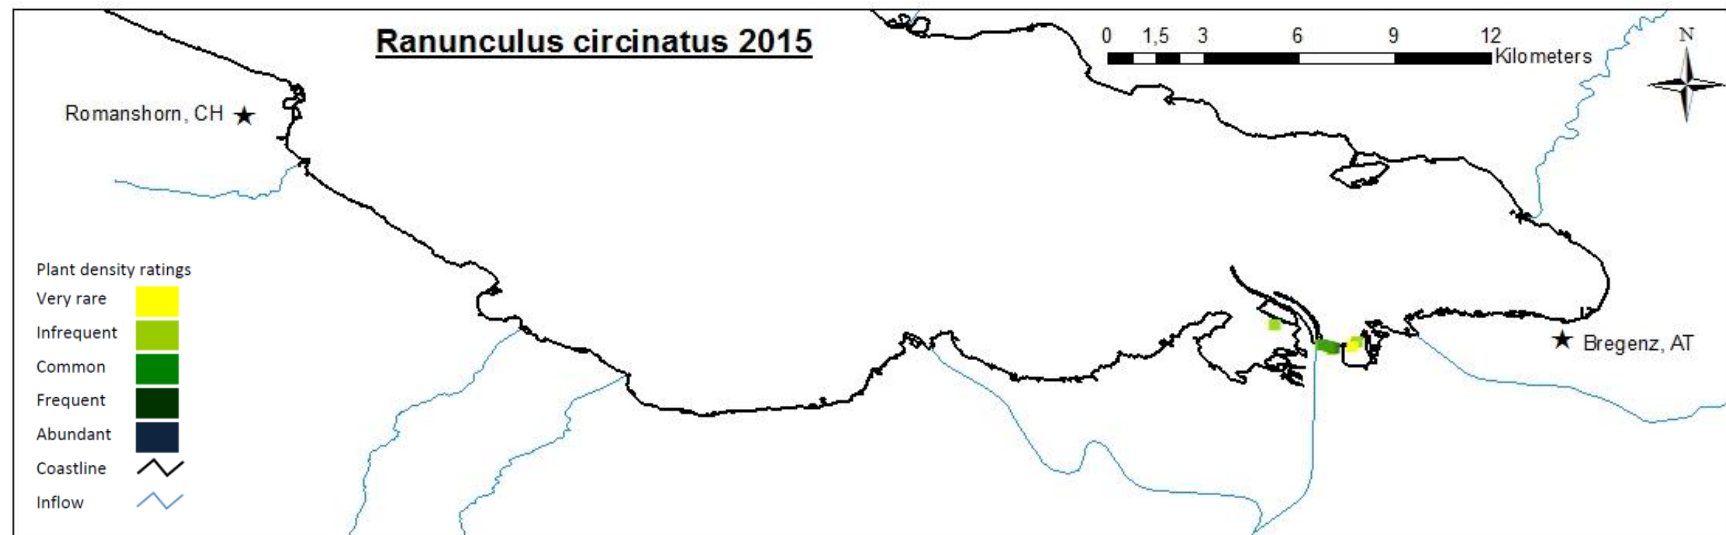 Ranunculus circinatus 2015
0 1,5 3 6 9 12
Kilometers
N
Romanshorn, CH
Plant density ratings
Very rare
Infrequent
Common
Frequent
Abundant
Coastline
Inflow
Bregenz, AT